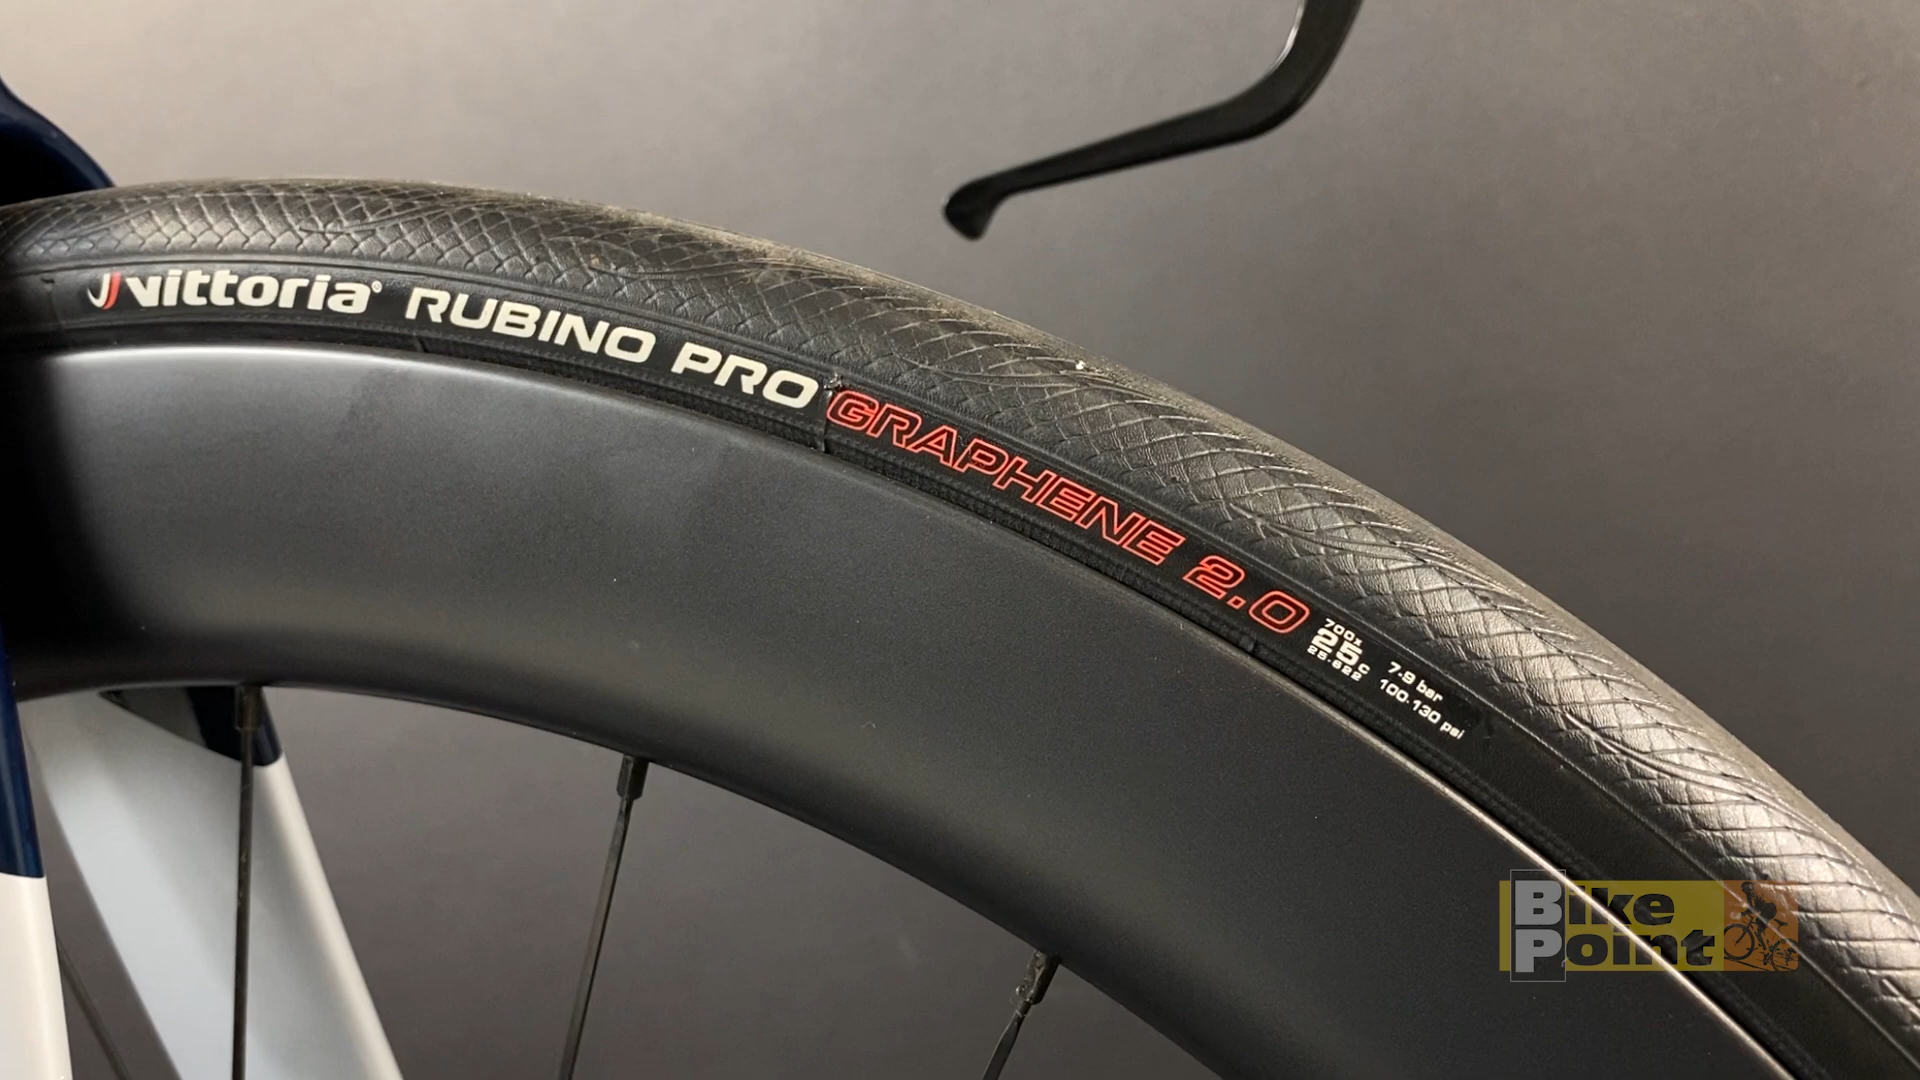 vittoria® RUBINO PRO GRAPHENE 2.0
700x
25c
25-622
7-9 bar
100-130 psi
Bike
Point